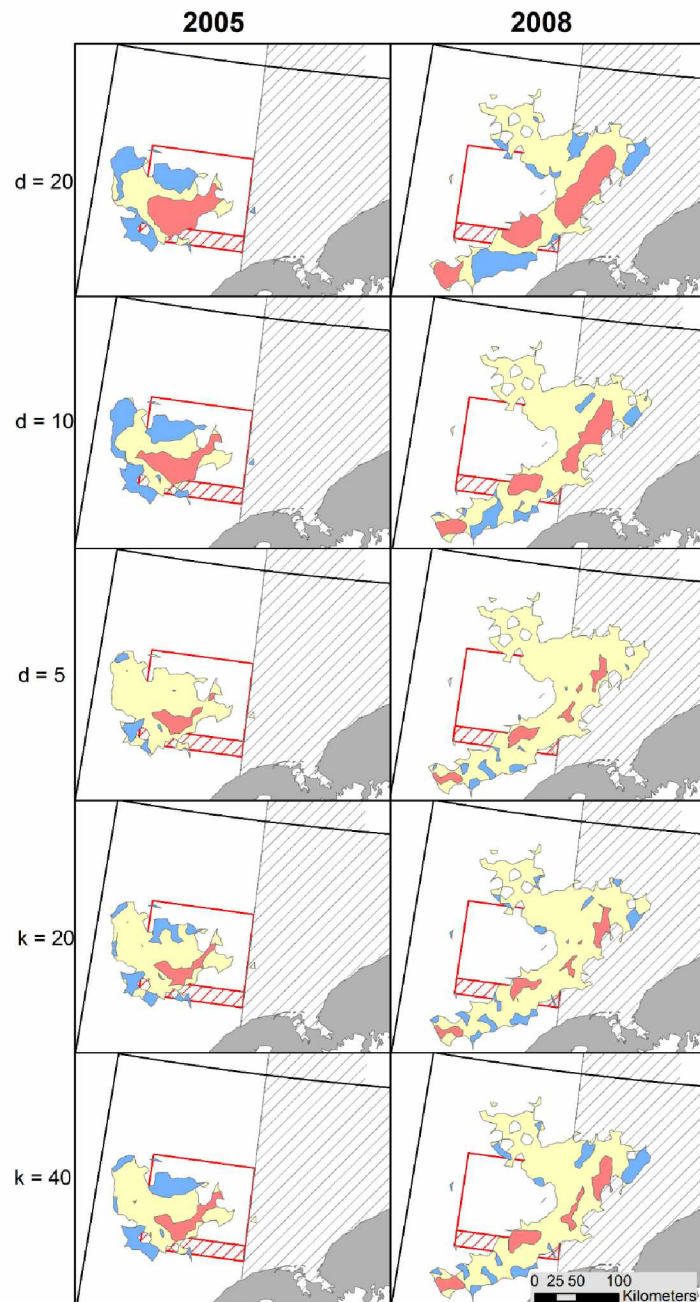 2005 2008
d = 20
d = 10
d = 5
k = 20
k = 40
0 25 50 100
Kilometers